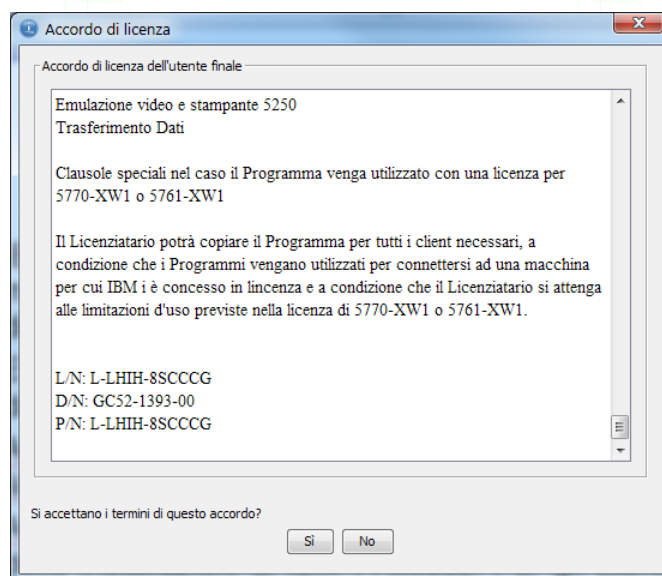 Accordo di licenza
Accordo di licenza dell'utente finale
Emulazione video e stampante 5250
Trasferimento Dati
Clausole speciali nel caso il Programma venga utilizzato con una licenza per
5770-XW1 o 5761-XW1
Il Licenziatario potrà copiare il Programma per tutti i client necessari, a
condizione che i Programmi vengano utilizzati per connettersi ad una macchina
per cui IBM i è concesso in lincenza e a condizione che il Licenziatario si attenga
alle limitazioni d'uso previste nella licenza di 5770-XW1 o 5761-XW1.
L/N: L-LHIH-8SCCCG
D/N: GC52-1393-00
P/N: L-LHIH-8SCCCG
Si accettano i termini di questo accordo?
Sì No